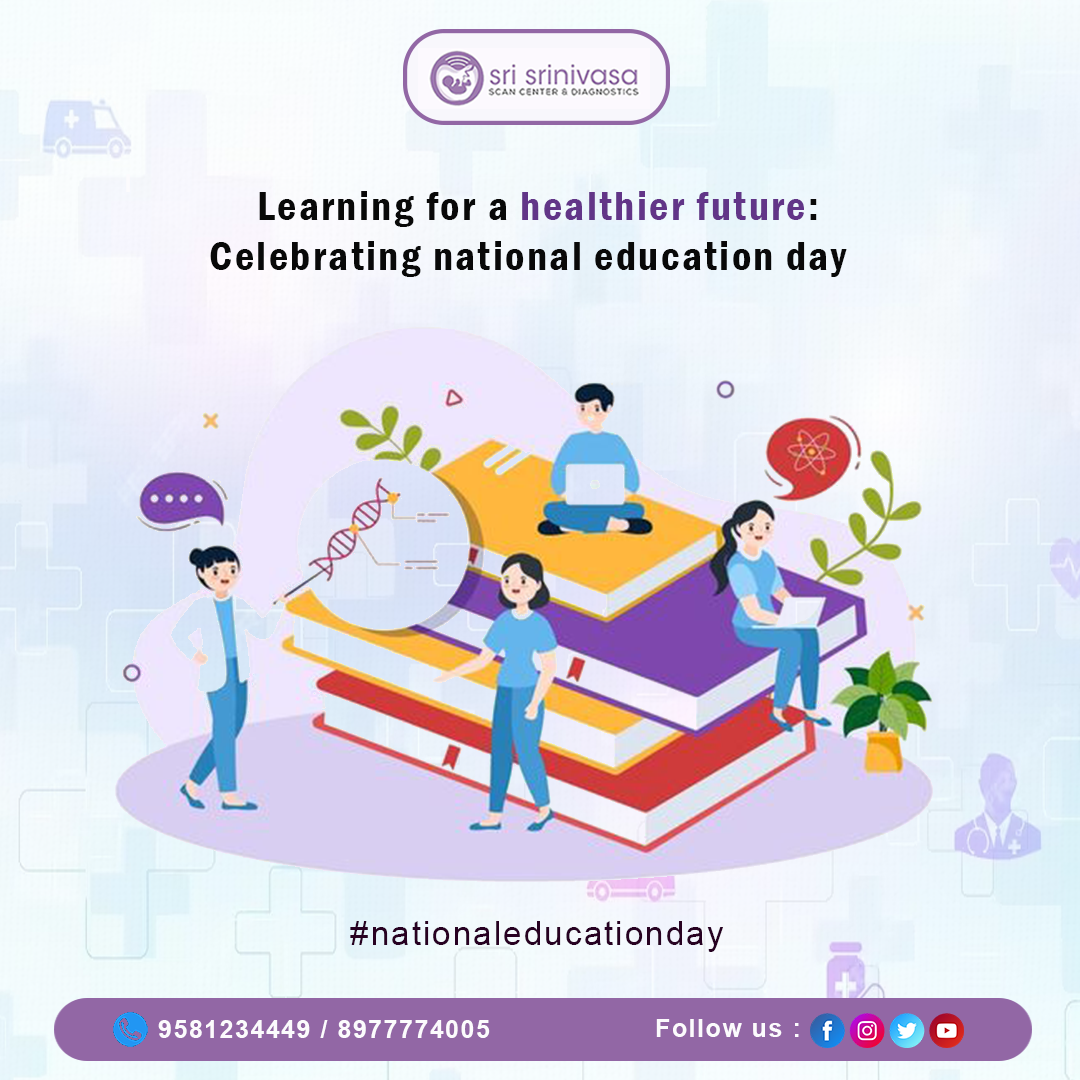 sri srinivasa
SCAN CENTER & DIAGNOSTICS
Learning for a healthier future:
Celebrating national education day
#nationaleducationday
9581234449 / 8977774005
Follow us :